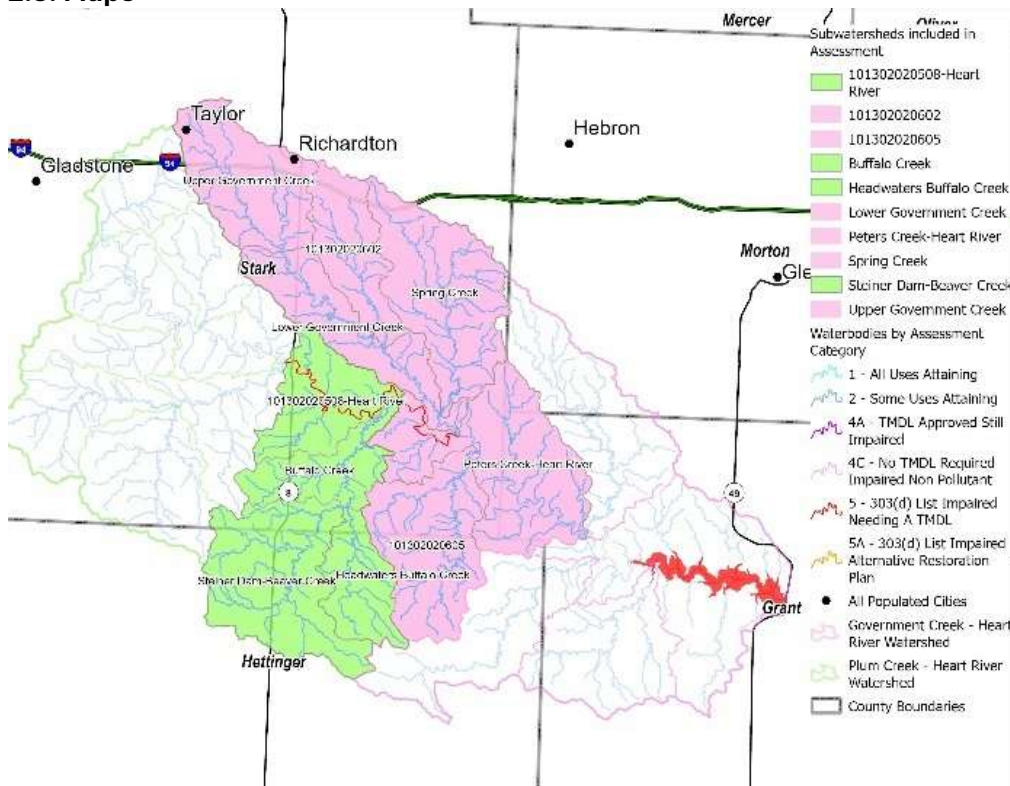 Mercer
Taylor
Richardton
Hebron
94
94
Gladstone
Upper Government Creek
101302020602
Stark
Morton
Gle
Spring Creek
Lower Government Creek
101302020508-Heart River
Peters Creek-Heart River
Buffalo Creek
8
49
101302020605
Steiner Dam-Beaver Creek
Headwaters Buffalo Creek
Grant
Hettinger
Subwatersheds included in
Assessment
101302020508-Heart
River
101302020602
101302020605
Buffalo Creek
Headwaters Buffalo Creek
Lower Government Creek
Peters Creek-Heart River
Spring Creek
Steiner Dam-Beaver Creek
Upper Government Creek
Waterbodies by Assessment
Category
1 - All Uses Attaining
2 - Some Uses Attaining
4A - TMDL Approved Still
Impaired
4C - No TMDL Required
Impaired Non Pollutant
5 - 303(d) List Impaired
Needing A TMDL
5A - 303(d) List Impaired
Alternative Restoration
Plan
All Populated Cities
Government Creek - Heart
River Watershed
Plum Creek - Heart River
Watershed
County Boundaries